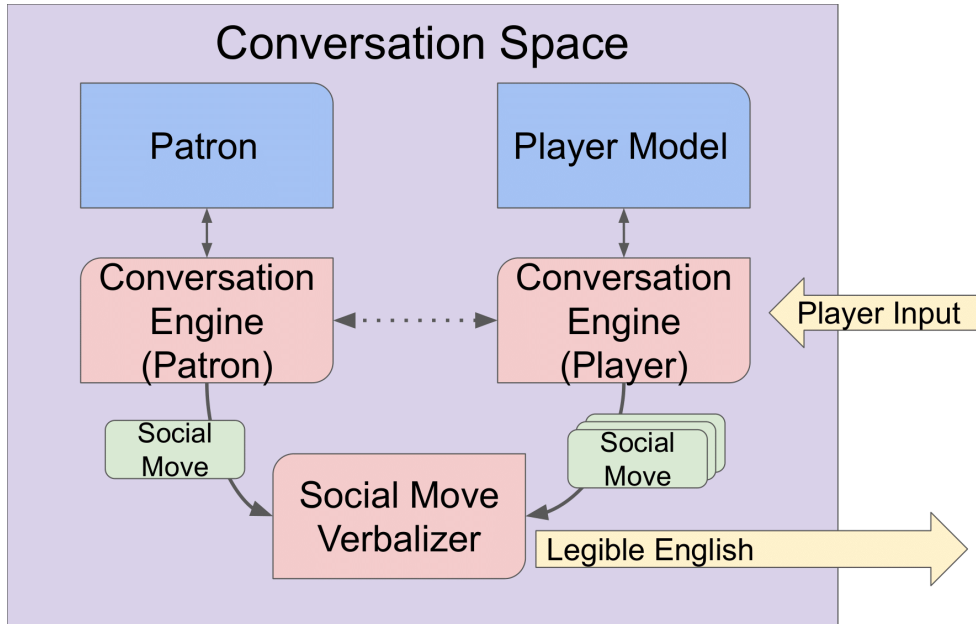 Conversation Space
Patron
Player Model
Conversation
Engine
(Patron)
Conversation
Engine
(Player)
Player Input
Social
Move
Social
Move
Social Move
Verbalizer
Legible English